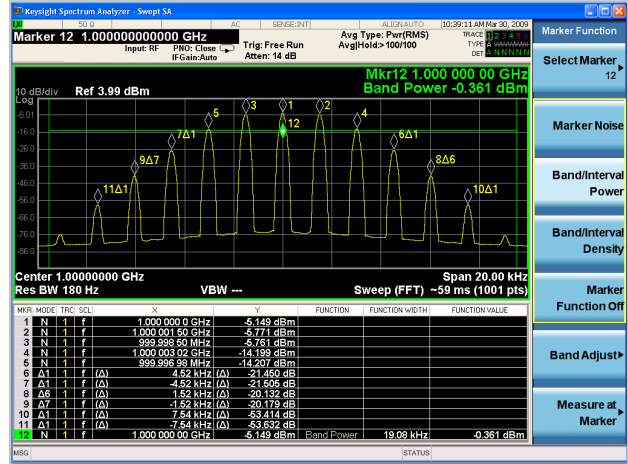 Keysight Spectrum Analyzer - Swept SA
50 Ω AC SENSE:INT ALIGN AUTO 10:39:11 AM Mar 30, 2009
Marker 12 1.000000000 GHz
Input: RF PNO: Close Trig: Free Run
IFGain:Auto Atten: 14 dB
Avg Type: Pwr(RMS)
Avg|Hold:>100/100
TRACE 1 2 3 4 5 6
TYPE A WWWWW
DET A N N N N N
Mkr12 1.000 000 00 GHz
Band Power -0.361 dBm
10 dB/div Ref 3.99 dBm
Log
-6.01
-16.0
-26.0
-36.0
-46.0
-56.0
-66.0
-76.0
-86.0
11Δ1
9Δ7
7Δ1
5
3
1
12
2
4
6Δ1
8Δ6
10Δ1
Center 1.00000000 GHz Span 20.00 kHz
Res BW 180 Hz VBW --- Sweep (FFT) ~59 ms (1001 pts)
MKR MODE TRC SCL X Y FUNCTION FUNCTION WIDTH FUNCTION VALUE
1 N 1 f 1.000 000 0 GHz -5.149 dBm
2 N 1 f 1.000 001 50 GHz -5.771 dBm
3 N 1 f 999.998 50 MHz -5.761 dBm
4 N 1 f 1.000 003 02 GHz -14.199 dBm
5 N 1 f 999.996 98 MHz -14.207 dBm
6 Δ1 1 f (Δ) 4.52 kHz (Δ) -21.450 dB
7 Δ1 1 f (Δ) -4.52 kHz (Δ) -21.505 dB
8 Δ6 1 f (Δ) 1.52 kHz (Δ) -20.132 dB
9 Δ7 1 f (Δ) -1.52 kHz (Δ) -20.179 dB
10 Δ1 1 f (Δ) 7.54 kHz (Δ) -53.414 dB
11 Δ1 1 f (Δ) -7.54 kHz (Δ) -53.632 dB
12 N 1 f 1.000 000 00 GHz -5.149 dBm Band Power 19.08 kHz -0.361 dBm
MSG STATUS
Marker Function
Select Marker
12
Marker Noise
Band/Interval
Power
Band/Interval
Density
Marker
Function Off
Band Adjust
Measure at
Marker